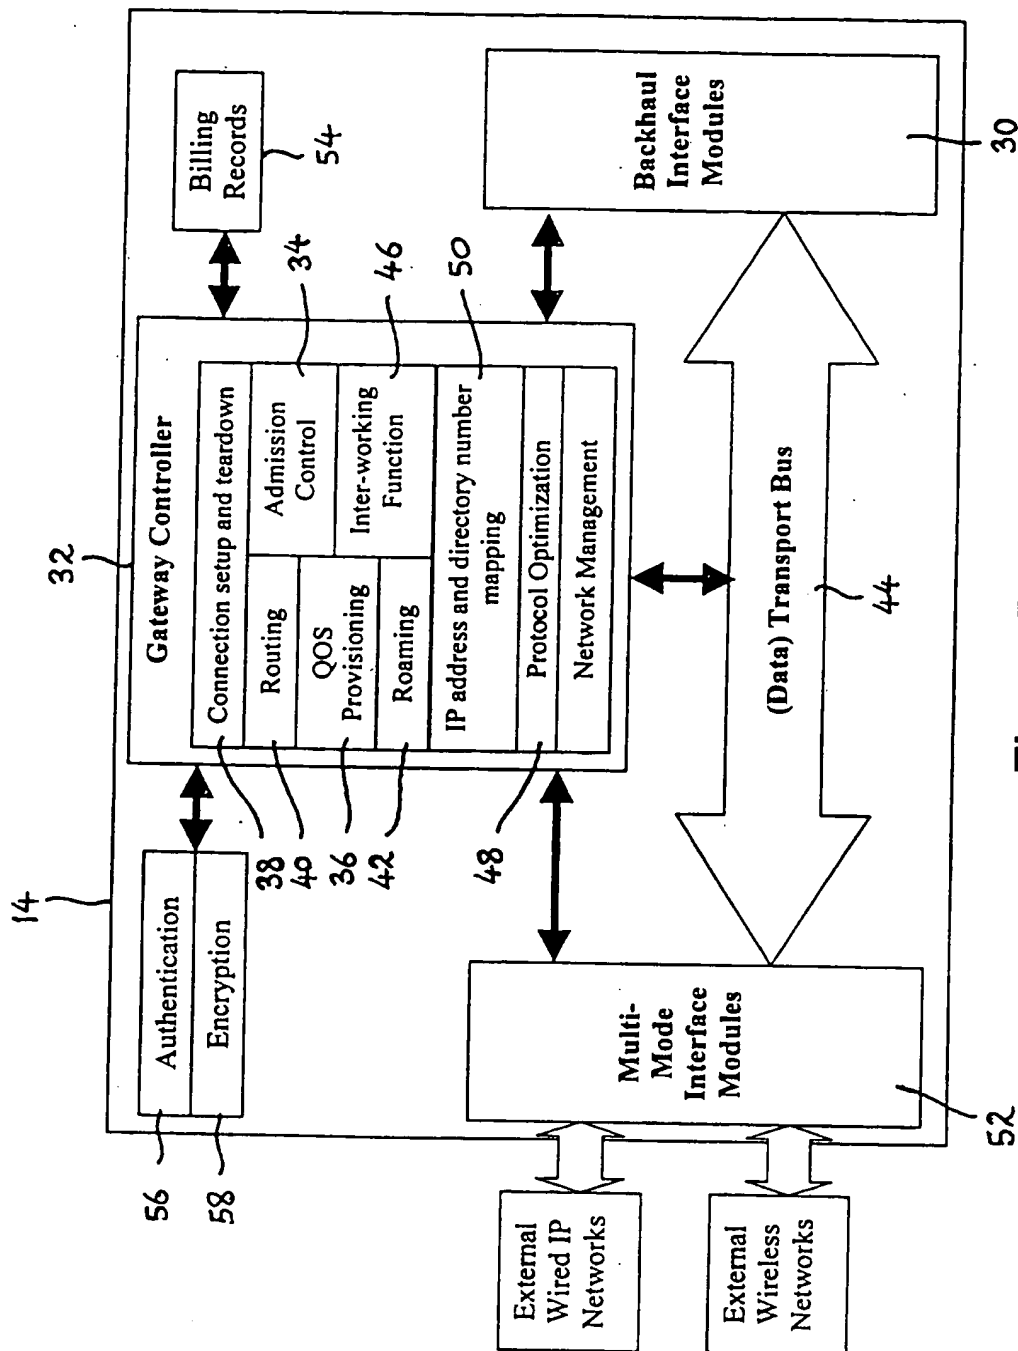 14
56
Authentication
58
Encryption
32
Gateway Controller
38
Connection setup and teardown
40
Routing
Admission
Control
34
36
QOS
Provisioning
Inter-working
Function
46
42
Roaming
IP address and directory number
mapping
50
48
Protocol Optimization
Network Management
Billing
Records
54
External
Wired IP
Networks
External
Wireless
Networks
Multi-
Mode
Interface
Modules
52
(Data) Transport Bus
44
Backhaul
Interface
Modules
30